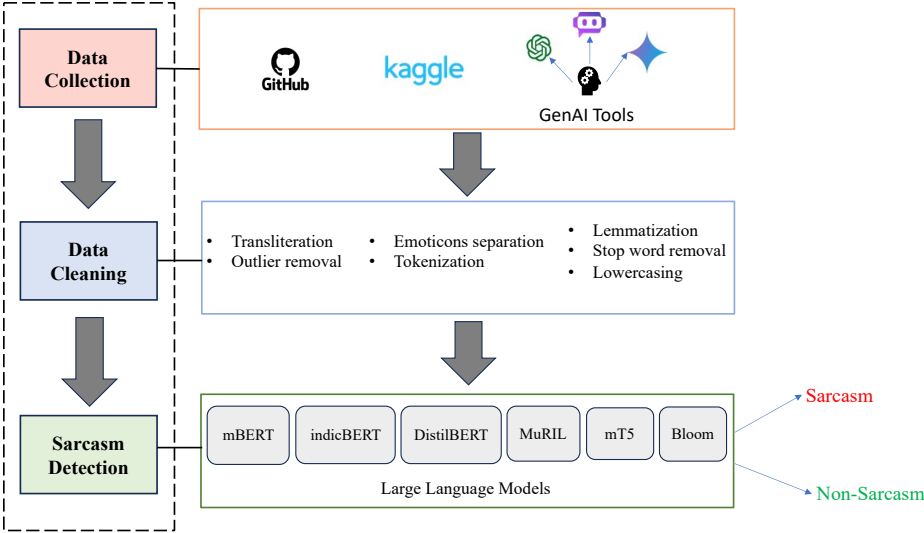 Data
Collection
GitHub
kaggle
GenAI Tools
Data
Cleaning
• Transliteration
• Outlier removal
• Emoticons separation
• Tokenization
• Lemmatization
• Stop word removal
• Lowercasing
Sarcasm
Detection
mBERT
indicBERT
DistilBERT
MuRIL
mT5
Bloom
Large Language Models
Sarcasm
Non-Sarcasm